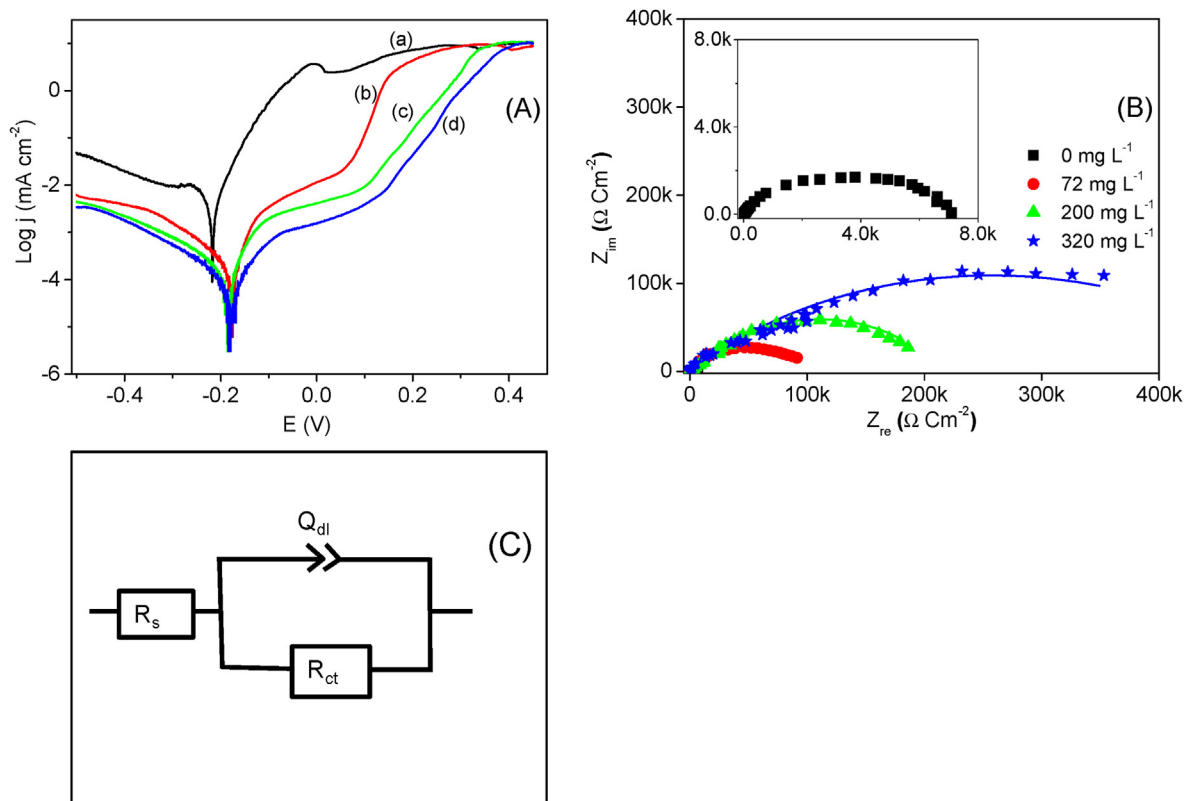 (A)
Log j (mA cm⁻²)
0
-2
-4
-6
(a)
(b)
(c)
(d)
-0.4
-0.2
0.0
0.2
0.4
E (V)
(B)
Z_im (Ω Cm⁻²)
400k
300k
200k
100k
0
8.0k
4.0k
0.0
0.0
4.0k
8.0k
0 mg L⁻¹
72 mg L⁻¹
200 mg L⁻¹
320 mg L⁻¹
0
100k
200k
300k
400k
Z_re (Ω Cm⁻²)
(C)
Q_dl
R_s
R_ct